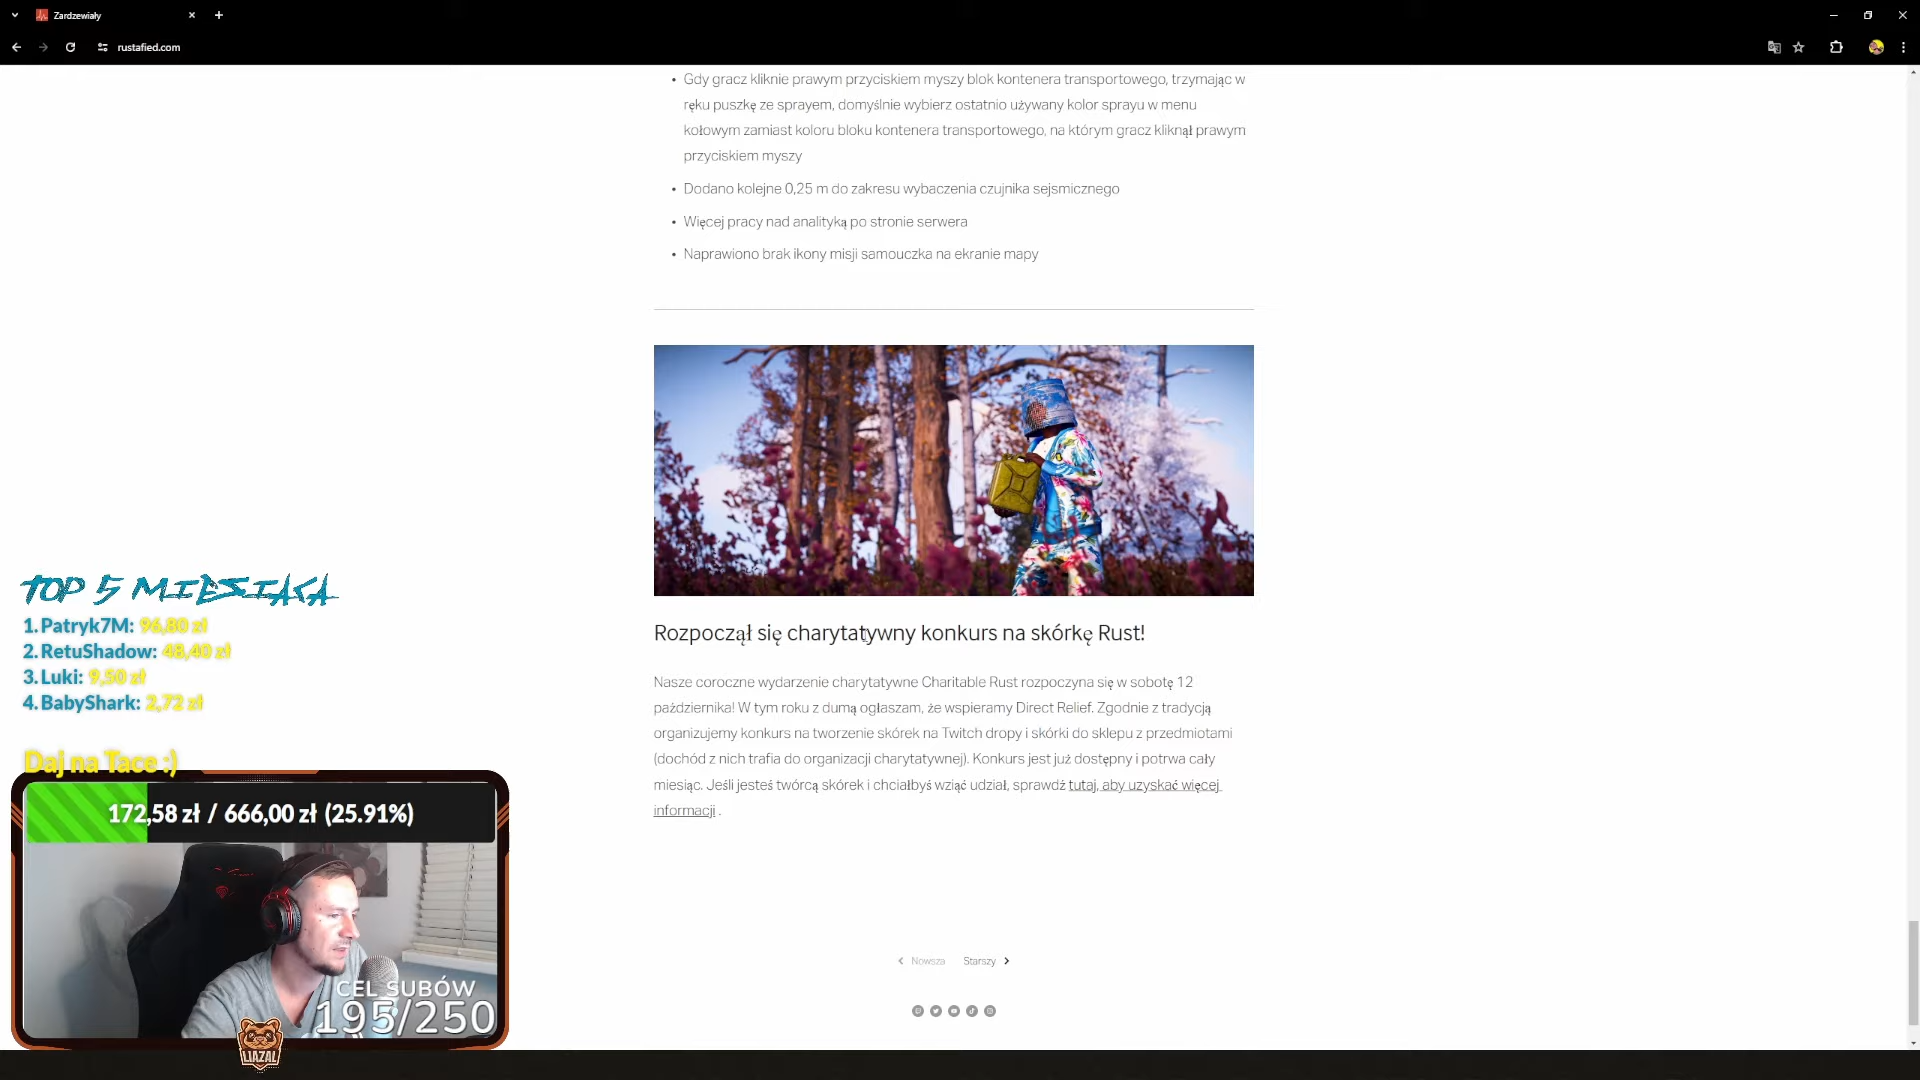 Zardzewiały
rustafied.com
Gdy gracz kliknie prawym przyciskiem myszy blok kontenera transportowego, trzymając w
ręku puszkę ze sprayem, domyślnie wybierz ostatnio używany kolor sprayu w menu
kołowym zamiast koloru bloku kontenera transportowego, na którym gracz kliknął prawym
przyciskiem myszy
Dodano kolejne 0,25 m do zakresu wybaczenia czujnika sejsmicznego
Więcej pracy nad analityką po stronie serwera
Naprawiono brak ikony misji samouczka na ekranie mapy
Rozpoczął się charytatywny konkurs na skórkę Rust!
Nasze coroczne wydarzenie charytatywne Charitable Rust rozpoczyna się w sobotę 12
października! W tym roku z dumą ogłaszam, że wspieramy Direct Relief. Zgodnie z tradycją
organizujemy konkurs na tworzenie skórek na Twitch dropy i skórki do sklepu z przedmiotami
(dochód z nich trafia do organizacji charytatywnej). Konkurs jest już dostępny i potrwa cały
miesiąc. Jeśli jesteś twórcą skórek i chciałbyś wziąć udział, sprawdź tutaj, aby uzyskać więcej
informacji .
Nowsza
Starszy
TOP 5 MIESIĄCA
1. Patryk7M: 96,80 zł
2. RetuShadow: 48,40 zł
3. Luki: 9,50 zł
4. BabyShark: 2,72 zł
Daj na Tace :)
172,58 zł / 666,00 zł (25.91%)
CEL SUBÓW
195/250
LIAZAL